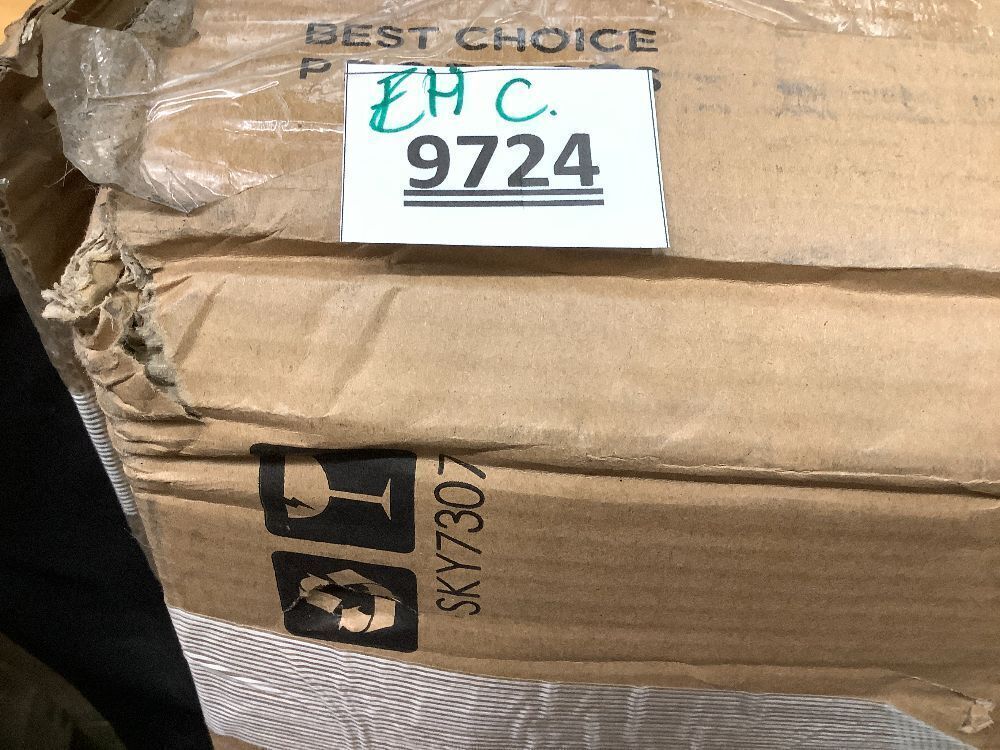 BEST CHOICE
EH C.
9724
SKY7307